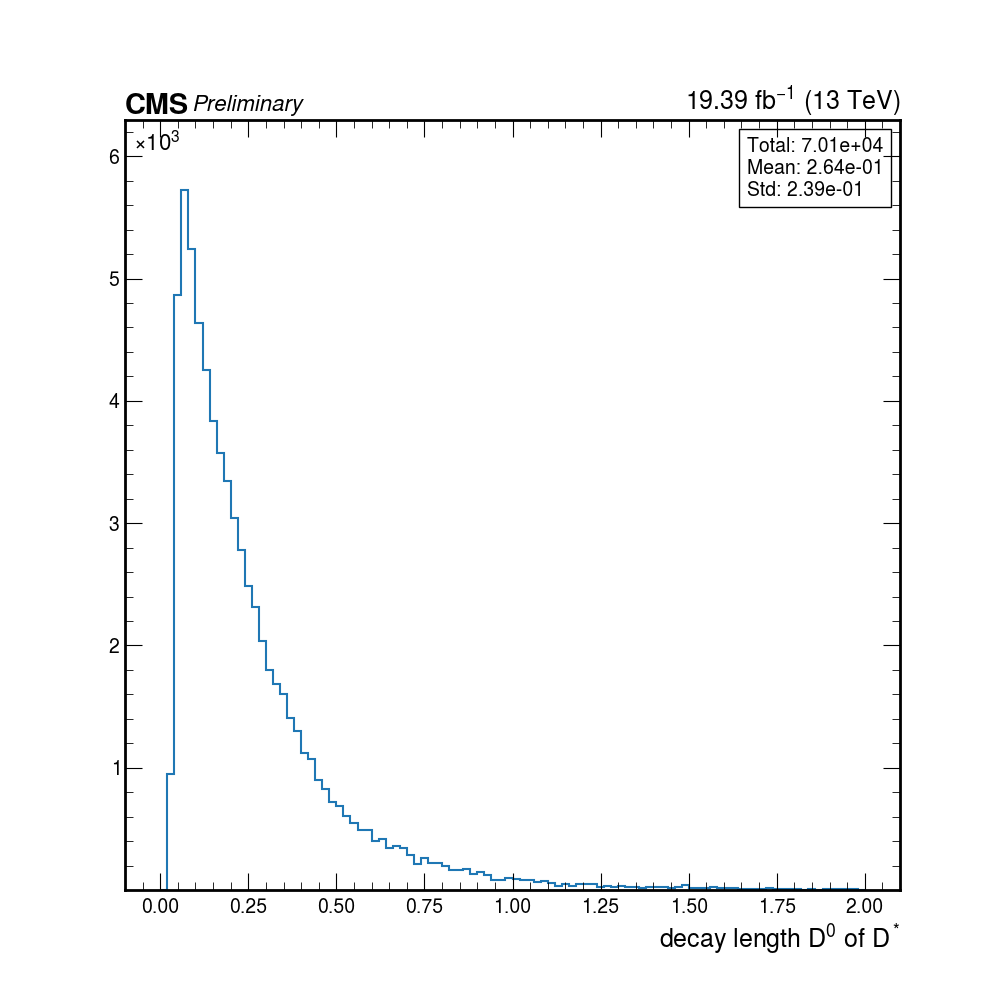 CMS Preliminary 19.39 fb⁻¹ (13 TeV)
×10³
Total: 7.01e+04
Mean: 2.64e-01
Std: 2.39e-01
6
5
4
3
2
1
0.00 0.25 0.50 0.75 1.00 1.25 1.50 1.75 2.00
decay length D⁰ of D*